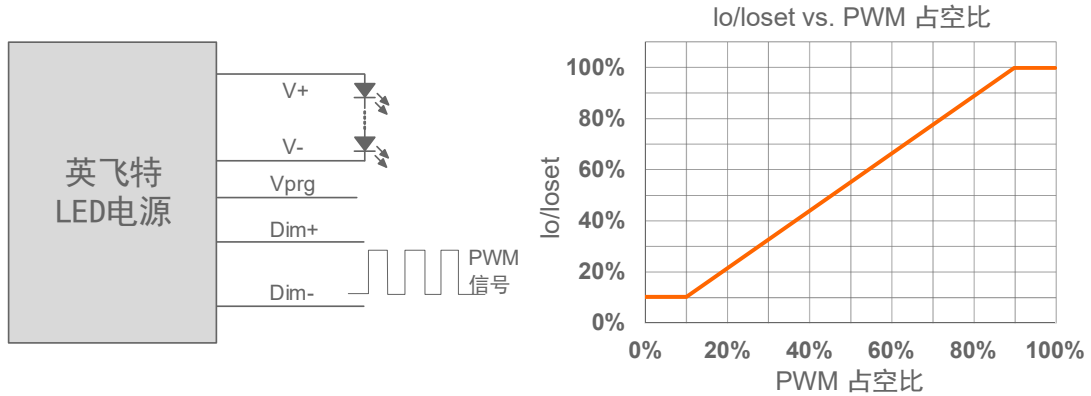 英飞特
LED电源
V+
V-
Vprg
Dim+
Dim-
PWM
信号
Io/Ioset vs. PWM 占空比
Io/Ioset
100%
80%
60%
40%
20%
0%
0% 20% 40% 60% 80% 100%
PWM 占空比